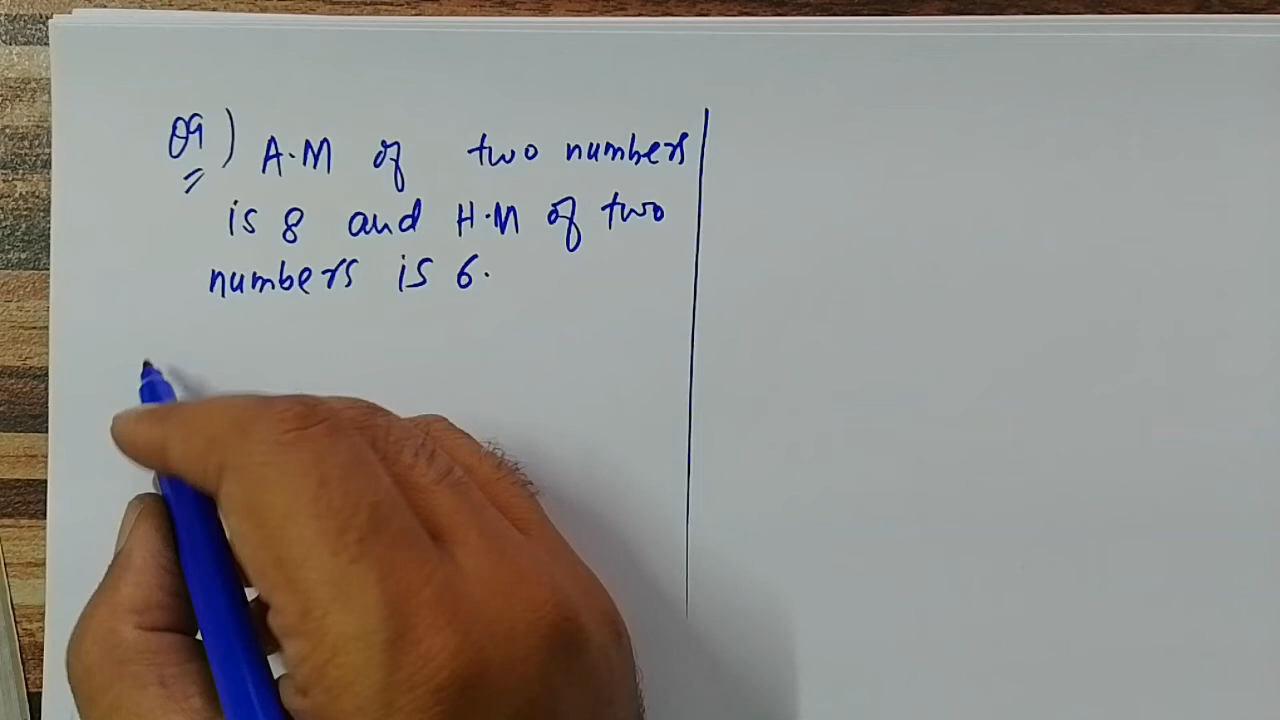 Q9) A.M of two numbers
is 8 and H.M of two
numbers is 6.